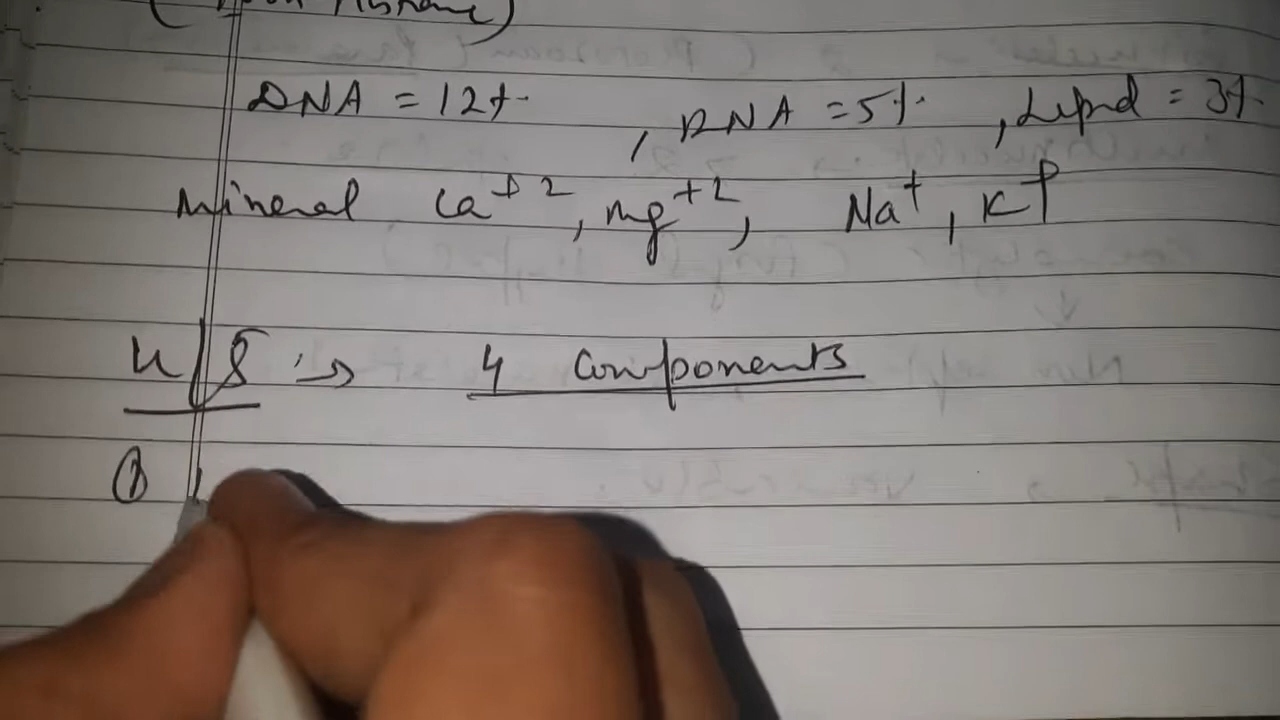 DNA = 12%, RNA = 5%, Lipid = 3%
Mineral Ca+2, Mg+2, Na+, K+
U/S :→ 4 Components
①